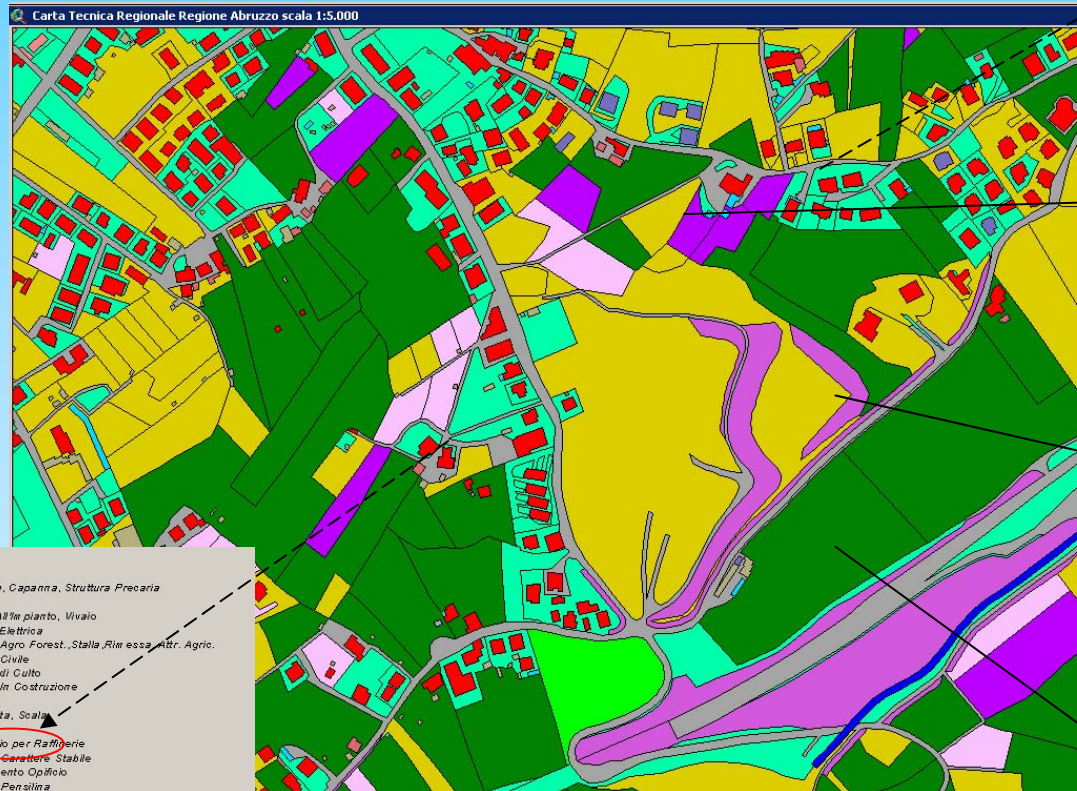 Carta Tecnica Regionale Regione Abruzzo scala 1:5.000
, Capanna, Struttura Precaria
all'Impianto, Vivaio
Elettrica
Agro Forest.,Stalla,Rimessa Attr. Agric.
Civile
di Culto
In Costruzione
Scala
io per Raffinerie
Carattere Stabile
ento Opificio
Pensilina